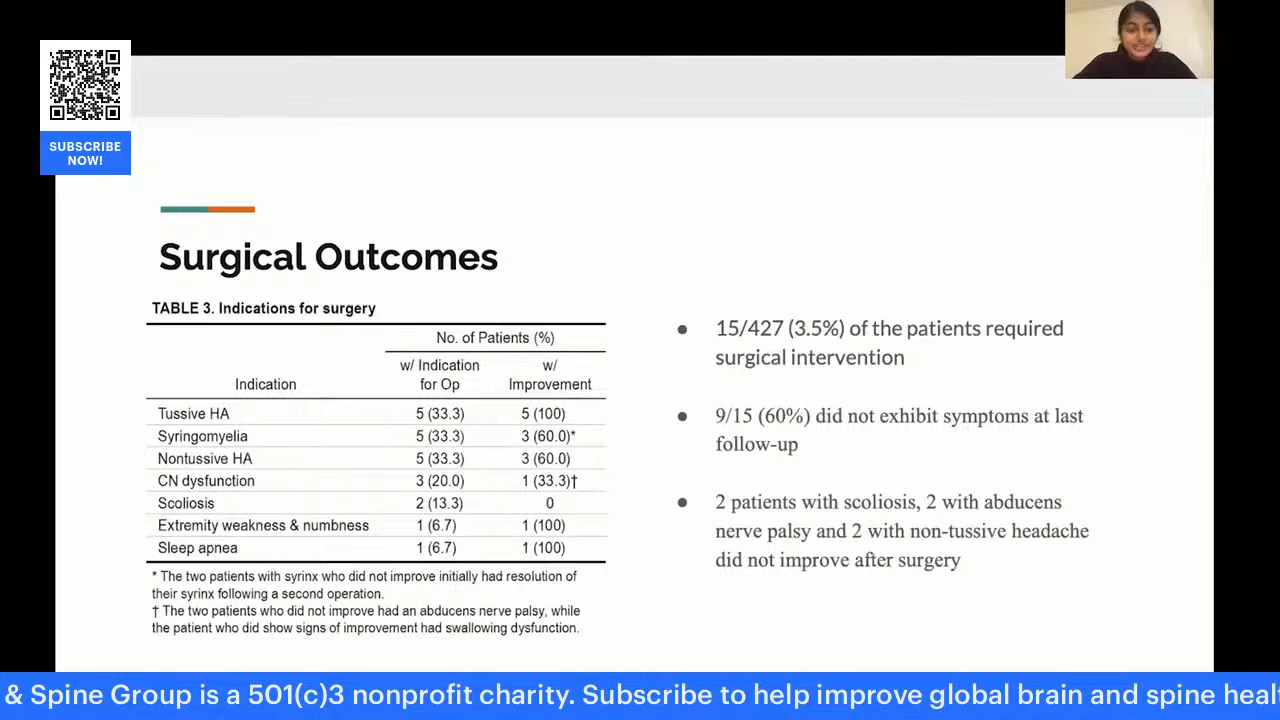 SUBSCRIBE
NOW!
Surgical Outcomes
TABLE 3. Indications for surgery
No. of Patients (%)
Indication
w/ Indication
for Op
w/
Improvement
Tussive HA 5 (33.3) 5 (100)
Syringomyelia 5 (33.3) 3 (60.0)*
Nontussive HA 5 (33.3) 3 (60.0)
CN dysfunction 3 (20.0) 1 (33.3)†
Scoliosis 2 (13.3) 0
Extremity weakness & numbness 1 (6.7) 1 (100)
Sleep apnea 1 (6.7) 1 (100)
* The two patients with syrinx who did not improve initially had resolution of
their syrinx following a second operation.
† The two patients who did not improve had an abducens nerve palsy, while
the patient who did show signs of improvement had swallowing dysfunction.
● 15/427 (3.5%) of the patients required
surgical intervention
● 9/15 (60%) did not exhibit symptoms at last
follow-up
● 2 patients with scoliosis, 2 with abducens
nerve palsy and 2 with non-tussive headache
did not improve after surgery
& Spine Group is a 501(c)3 nonprofit charity. Subscribe to help improve global brain and spine heal